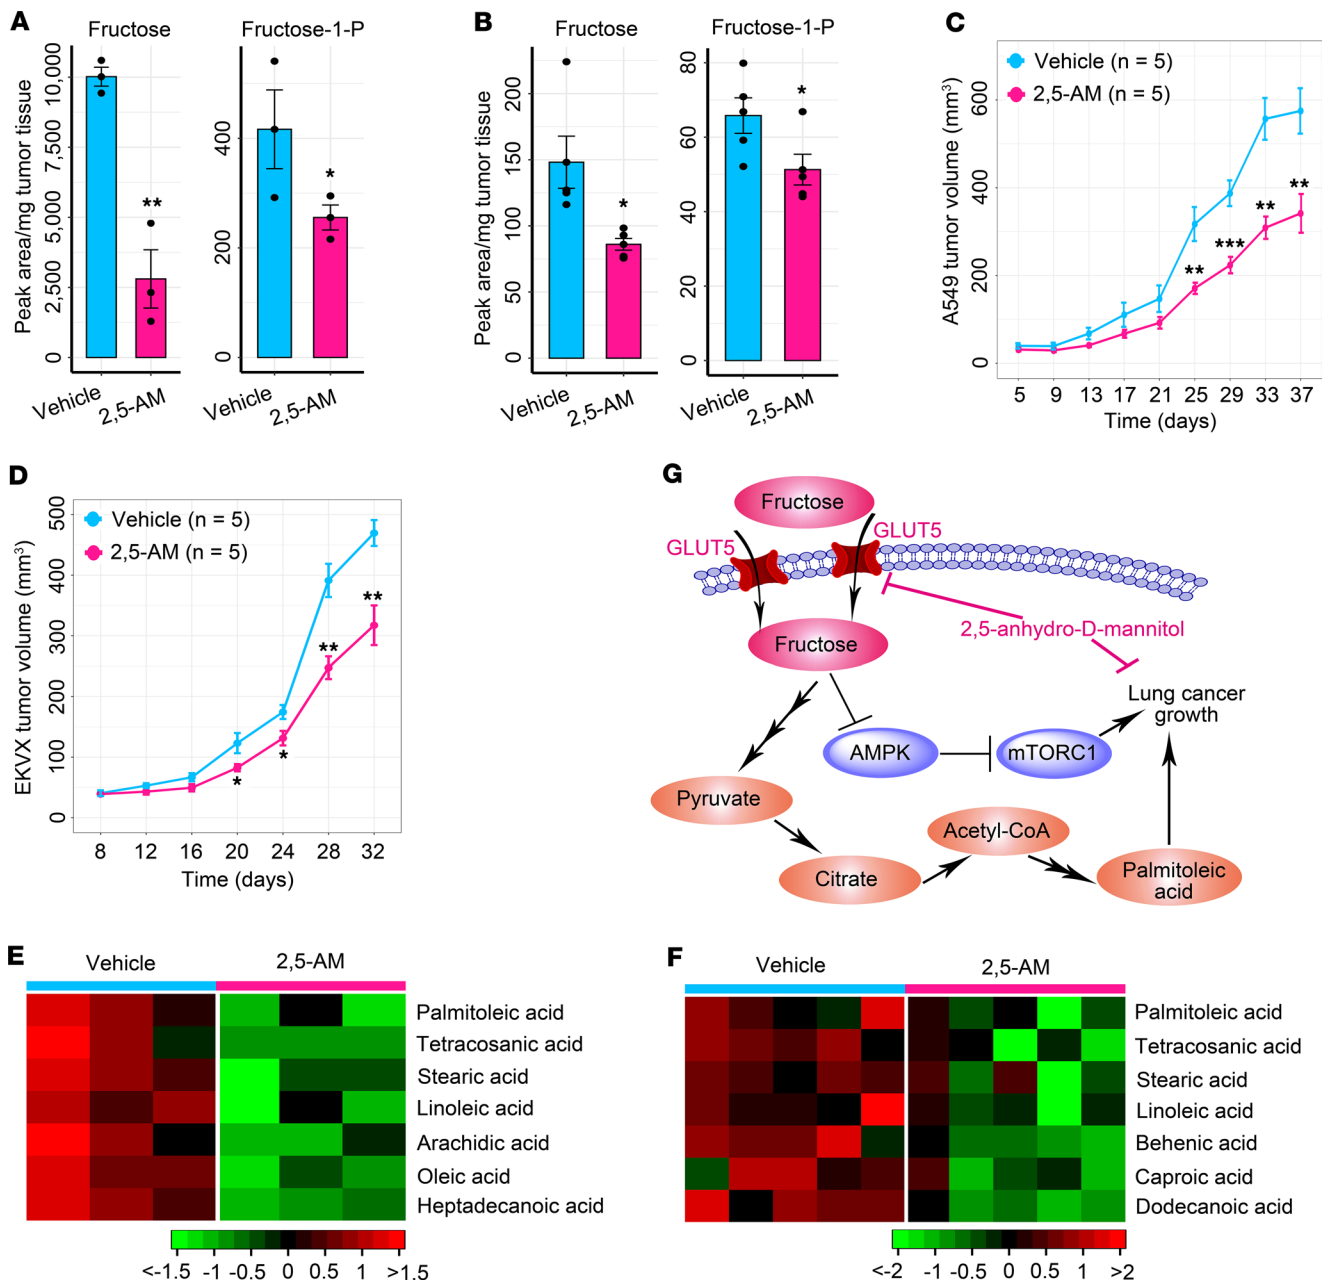 A
Fructose
Fructose-1-P
Peak area/mg tumor tissue
10,000
7,500
5,000
2,500
0
**
Vehicle
2,5-AM
400
200
0
*
Vehicle
2,5-AM
B
Fructose
Fructose-1-P
Peak area/mg tumor tissue
200
150
100
50
0
*
Vehicle
2,5-AM
80
60
40
20
0
*
Vehicle
2,5-AM
C
Vehicle (n = 5)
2,5-AM (n = 5)
A549 tumor volume (mm³)
600
400
200
0
** *** ** **
5 9 13 17 21 25 29 33 37
Time (days)
D
Vehicle (n = 5)
2,5-AM (n = 5)
EKVX tumor volume (mm³)
500
400
300
200
100
0
* * ** **
8 12 16 20 24 28 32
Time (days)
G
Fructose
GLUT5
GLUT5
Fructose
2,5-anhydro-D-mannitol
Lung cancer
growth
AMPK
mTORC1
Pyruvate
Acetyl-CoA
Citrate
Palmitoleic
acid
E
Vehicle
2,5-AM
Palmitoleic acid
Tetracosanic acid
Stearic acid
Linoleic acid
Arachidic acid
Oleic acid
Heptadecanoic acid
<-1.5 -1 -0.5 0 0.5 1 >1.5
F
Vehicle
2,5-AM
Palmitoleic acid
Tetracosanic acid
Stearic acid
Linoleic acid
Behenic acid
Caproic acid
Dodecanoic acid
<-2 -1 -0.5 0 0.5 1 >2